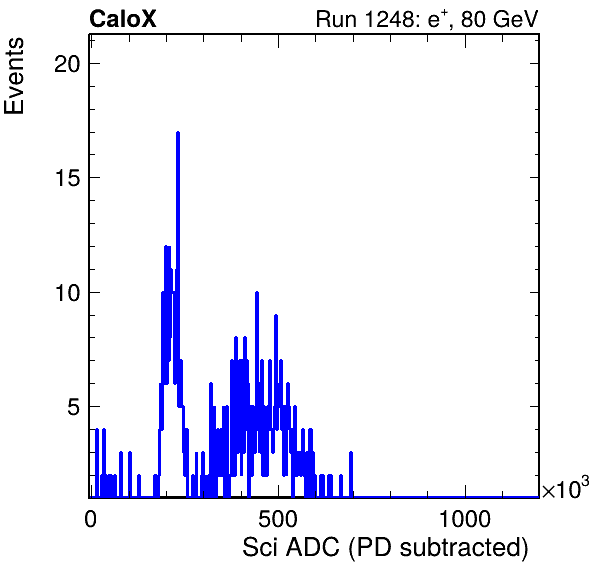 CaloX Run 1248: e⁺, 80 GeV
Events
20
15
10
5
0 500 1000 ×10³
Sci ADC (PD subtracted)